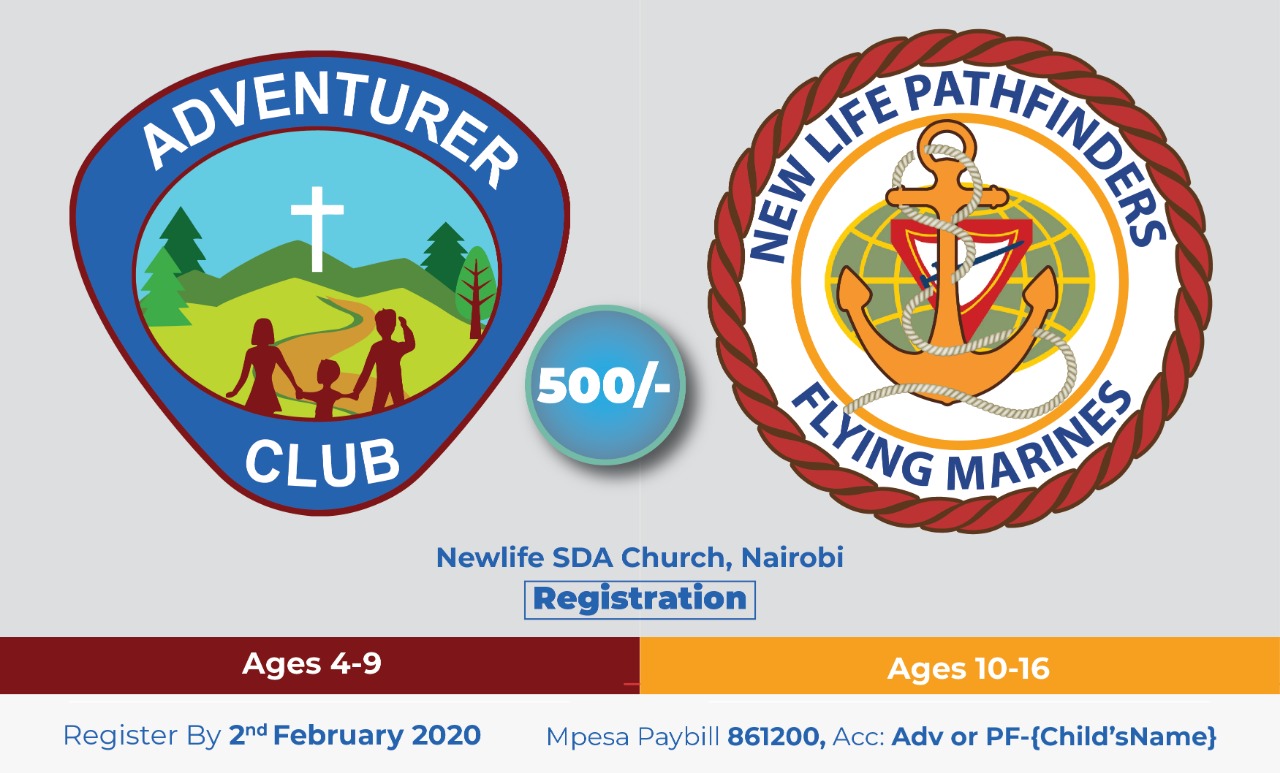 ADVENTURER
CLUB
NEW LIFE PATHFINDERS
FLYING MARINES
500/-
Newlife SDA Church, Nairobi
Registration
Ages 4-9
Ages 10-16
Register By 2nd February 2020
Mpesa Paybill 861200, Acc: Adv or PF-{Child'sName}